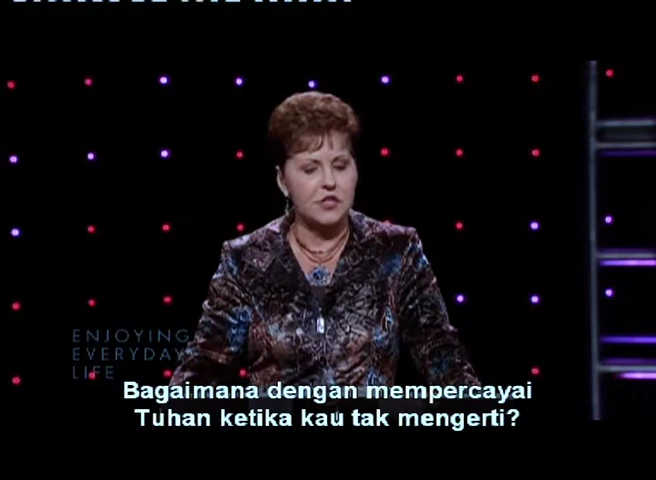 ENJOYING
EVERYDAY
LIFE
Bagaimana dengan mempercayai
Tuhan ketika kau tak mengerti?